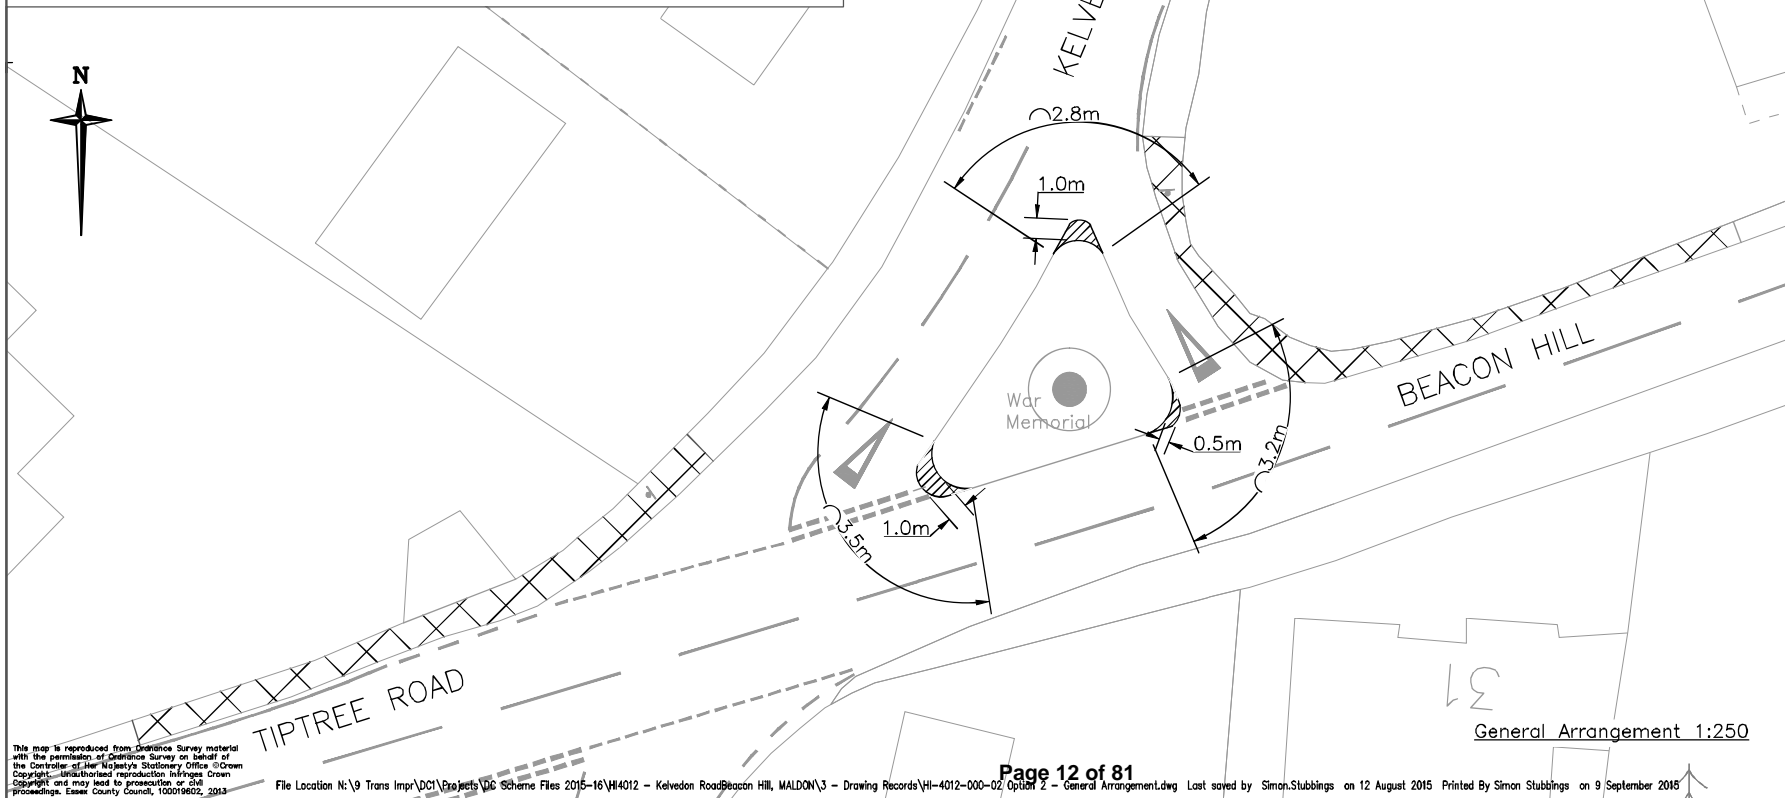 N
KELVE
2.8m
1.0m
BEACON HILL
War
Memorial
0.5m
3.2m
1.0m
3.5m
TIPTREE ROAD
31
General Arrangement 1:250
This map is reproduced from Ordnance Survey material
with the permission of Ordnance Survey on behalf of
the Controller of Her Majesty's Stationery Office ©Crown
Copyright. Unauthorised reproduction infringes Crown
Copyright and may lead to prosecution or civil
proceedings. Essex County Council, 100019602, 2013
Page 12 of 81
File Location N:\9 Trans Impr\DC1\Projects\DC Scheme Files 2015-16\HI4012 - Kelvedon RoadBeacon Hill, MALDON\3 - Drawing Records\HI-4012-000-02 Option 2 - General Arrangement.dwg Last saved by Simon.Stubbings on 12 August 2015 Printed By Simon Stubbings on 9 September 2015